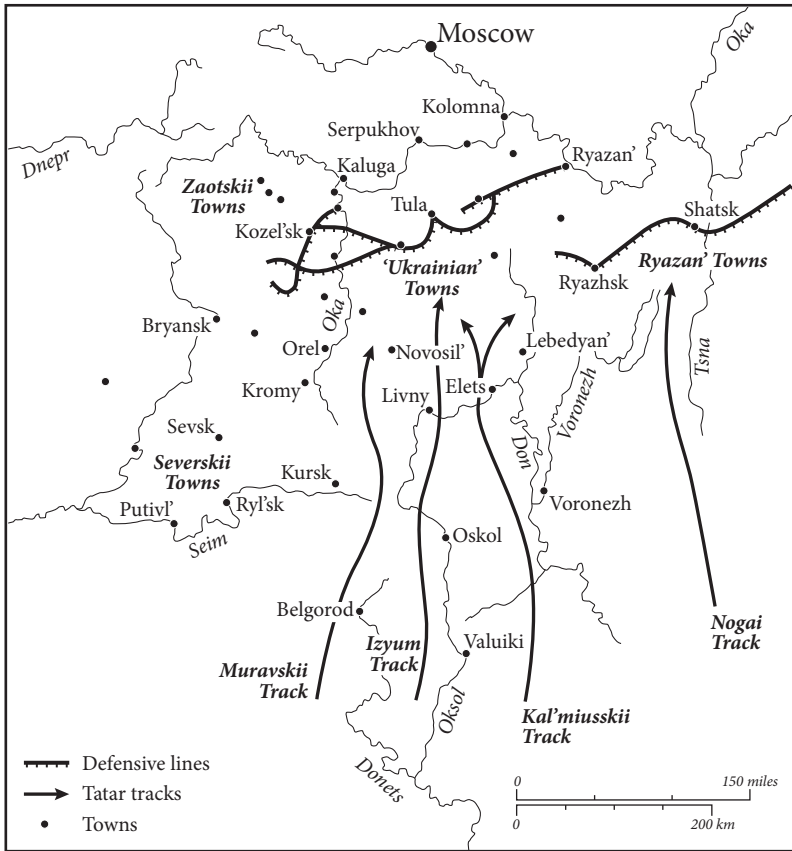 Moscow
Oka
Kolomna
Serpukhov
Dnepr
Ryazan'
Kaluga
Zaotskii
Towns
Tula
Shatsk
Kozel'sk
'Ukrainian'
Towns
Ryazhsk
Ryazan' Towns
Bryansk
Oka
Orel
Novosil'
Lebedyan'
Tsna
Kromy
Livny
Elets
Voronezh
Don
Sevsk
Severskii
Towns
Kursk
Voronezh
Putivl'
Ryl'sk
Seim
Oskol
Belgorod
Nogai
Track
Izyum
Track
Valuiki
Muravskii
Track
Oksol
Kal'miusskii
Track
Donets
Defensive lines
Tatar tracks
Towns
0 150 miles
0 200 km